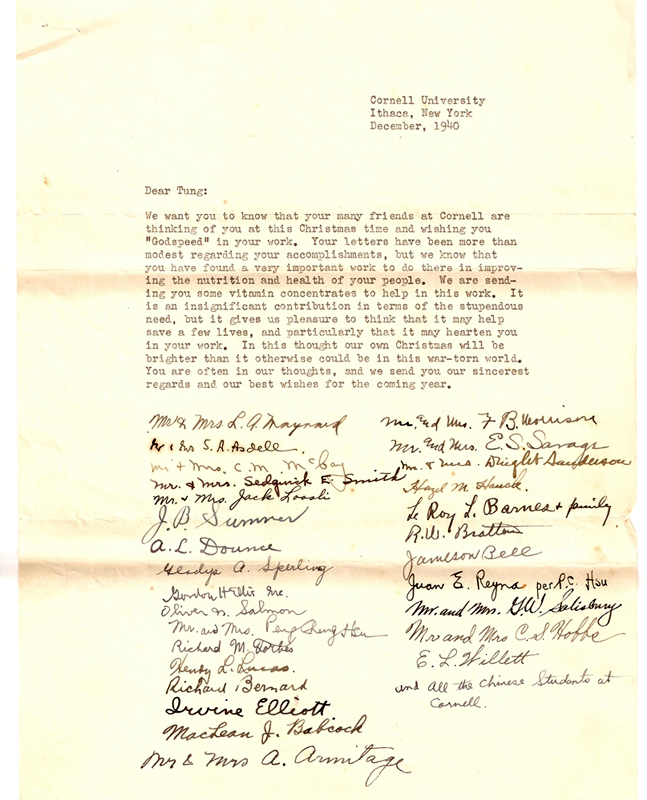 Cornell University
Ithaca, New York
December, 1940
Dear Tung:
We want you to know that your many friends at Cornell are
thinking of you at this Christmas time and wishing you
"Godspeed" in your work. Your letters have been more than
modest regarding your accomplishments, but we know that
you have found a very important work to do there in improv-
ing the nutrition and health of your people. We are send-
ing you some vitamin concentrates to help in this work. It
is an insignificant contribution in terms of the stupendous
need, but it gives us pleasure to think that it may help
save a few lives, and particularly that it may hearten you
in your work. In this thought our own Christmas will be
brighter than it otherwise could be in this war-torn world.
You are often in our thoughts, and we send you our sincerest
regards and our best wishes for the coming year.
Mr & Mrs L. A. Maynard
Mr & Mrs S. A. Asdell.
Mr & Mrs. C. M. McCay
Mr. & Mrs. Sedgwick E. Smith
Mr. & Mrs. Jack Loosli
J. B. Sumner
A. L. Dounce
Gladys A. Sperling
Gordon H. Ellis
Oliver N. Salmon
Mr. and Mrs. Peng Cheng Hsu
Richard M. Forbes
Henry L. Lucas.
Richard Bernard
Irvine Elliott
MacLean J. Babcock
Mr & Mrs A. Armitage
Mr. and Mrs. F. B. Morrison
Mr. and Mrs. E. S. Savage
Mr. & Mrs. Dwight Sanderson
Hazel M. Hauck.
Le Roy L. Barnes & family
R. W. Bratton
Jameson Bell
Juan E. Reyna per P. C. Hsu
Mr. and Mrs. G. W. Salisbury
Mr and Mrs C. S. Hobbs
E. L. Willett
and All the Chinese Students at
Cornell.